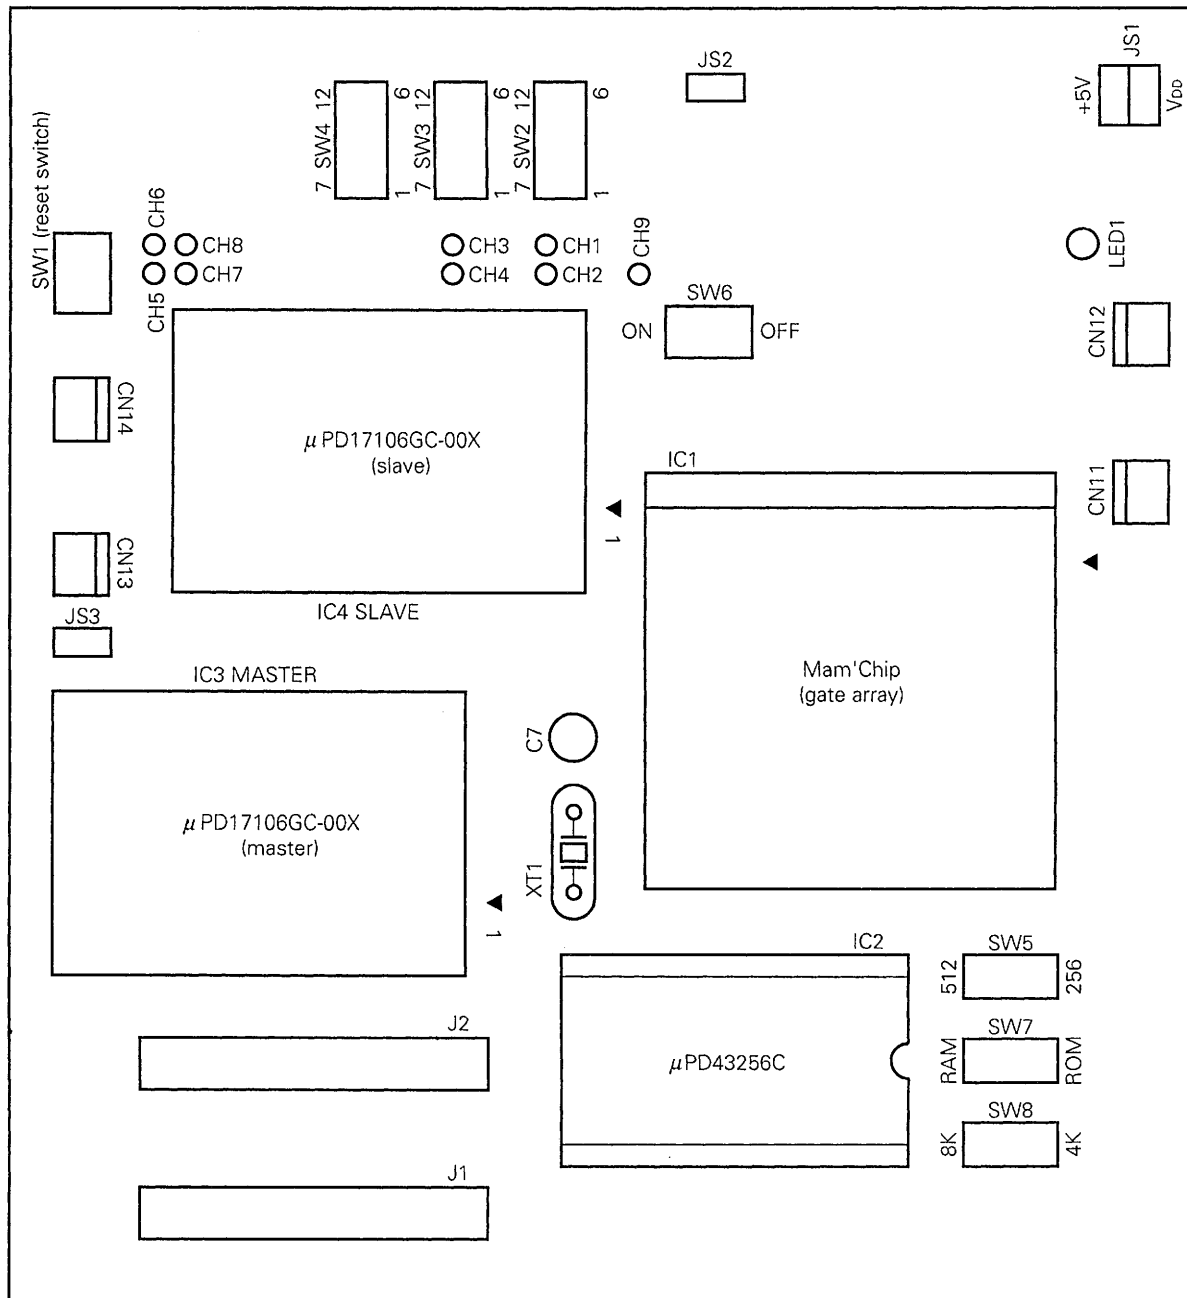 JS1
+5V
VDD
JS2
7 SW4 12
1 6
7 SW3 12
1 6
7 SW2 12
1 6
SW1 (reset switch)
CH6
CH8
CH5
CH7
CH3
CH4
CH1
CH2
CH9
LED1
SW6
ON
OFF
CN12
CN14
μPD17106GC-00X
(slave)
1
IC4 SLAVE
IC1
CN11
CN13
JS3
Mam'Chip
(gate array)
IC3 MASTER
μPD17106GC-00X
(master)
1
C7
XT1
IC2
μPD43256C
SW5
512
256
SW7
RAM
ROM
SW8
8K
4K
J2
J1